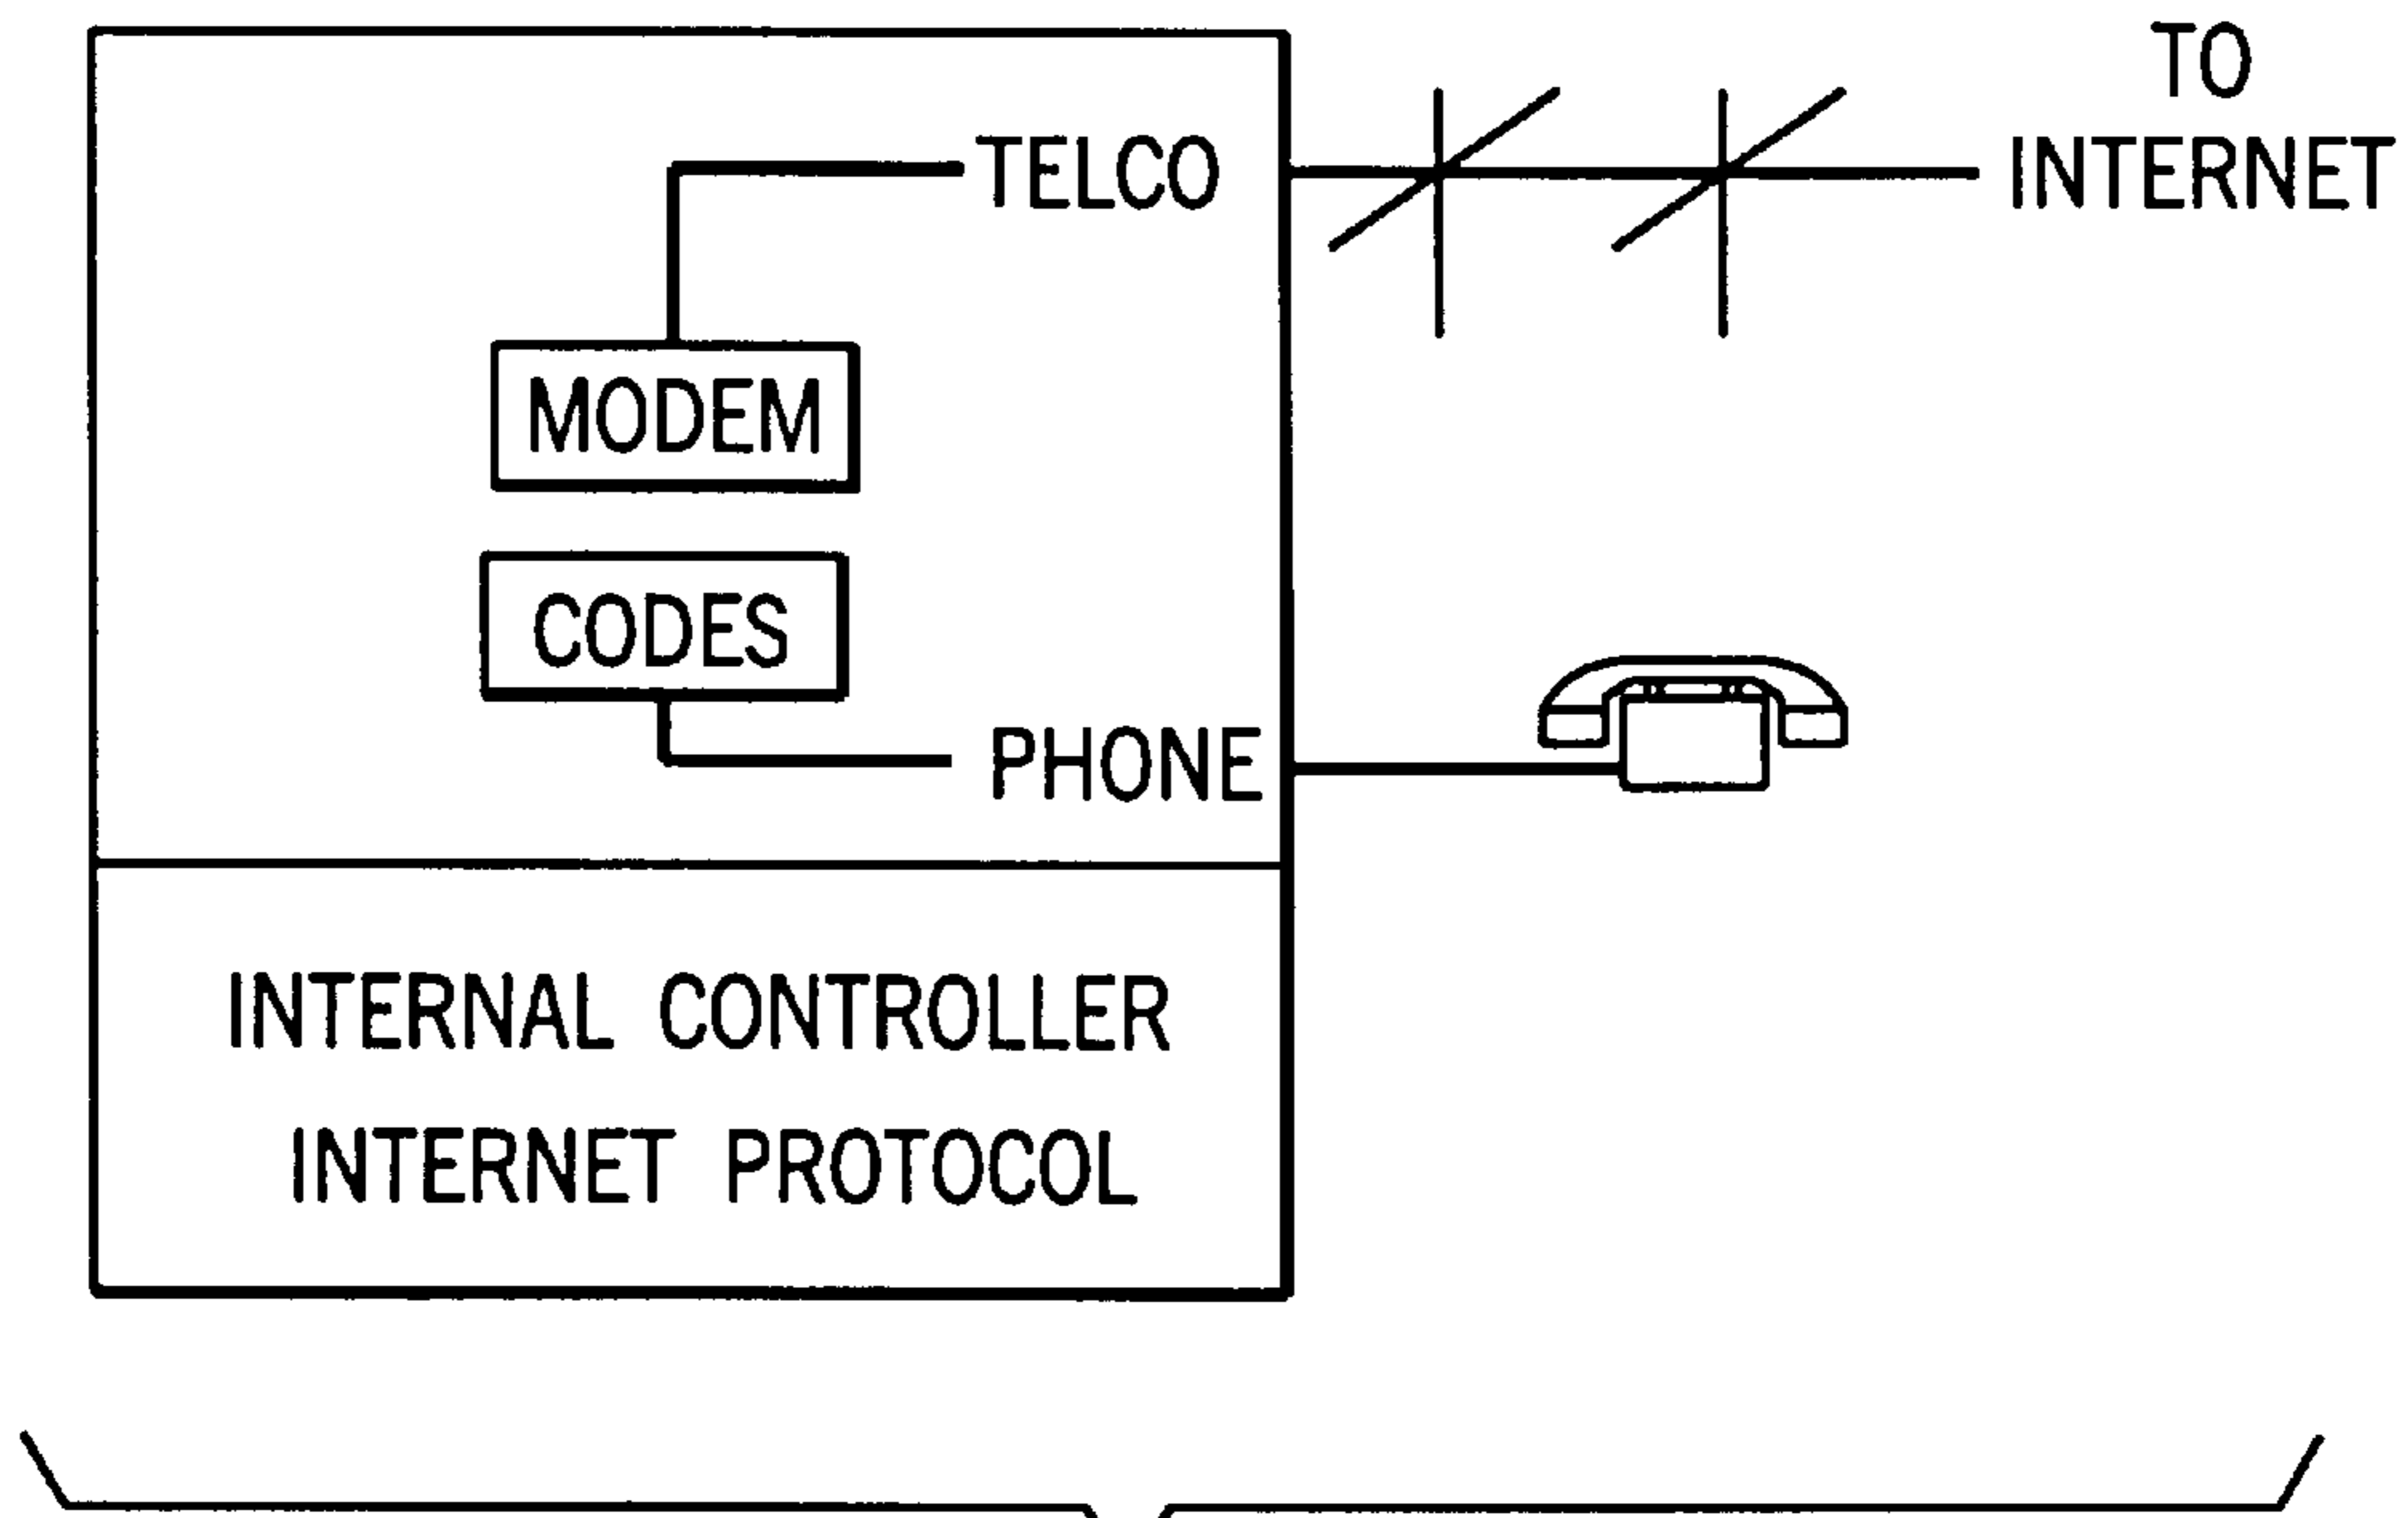 TO
INTERNET
TELCO
MODEM
CODES
PHONE
INTERNAL CONTROLLER
INTERNET PROTOCOL